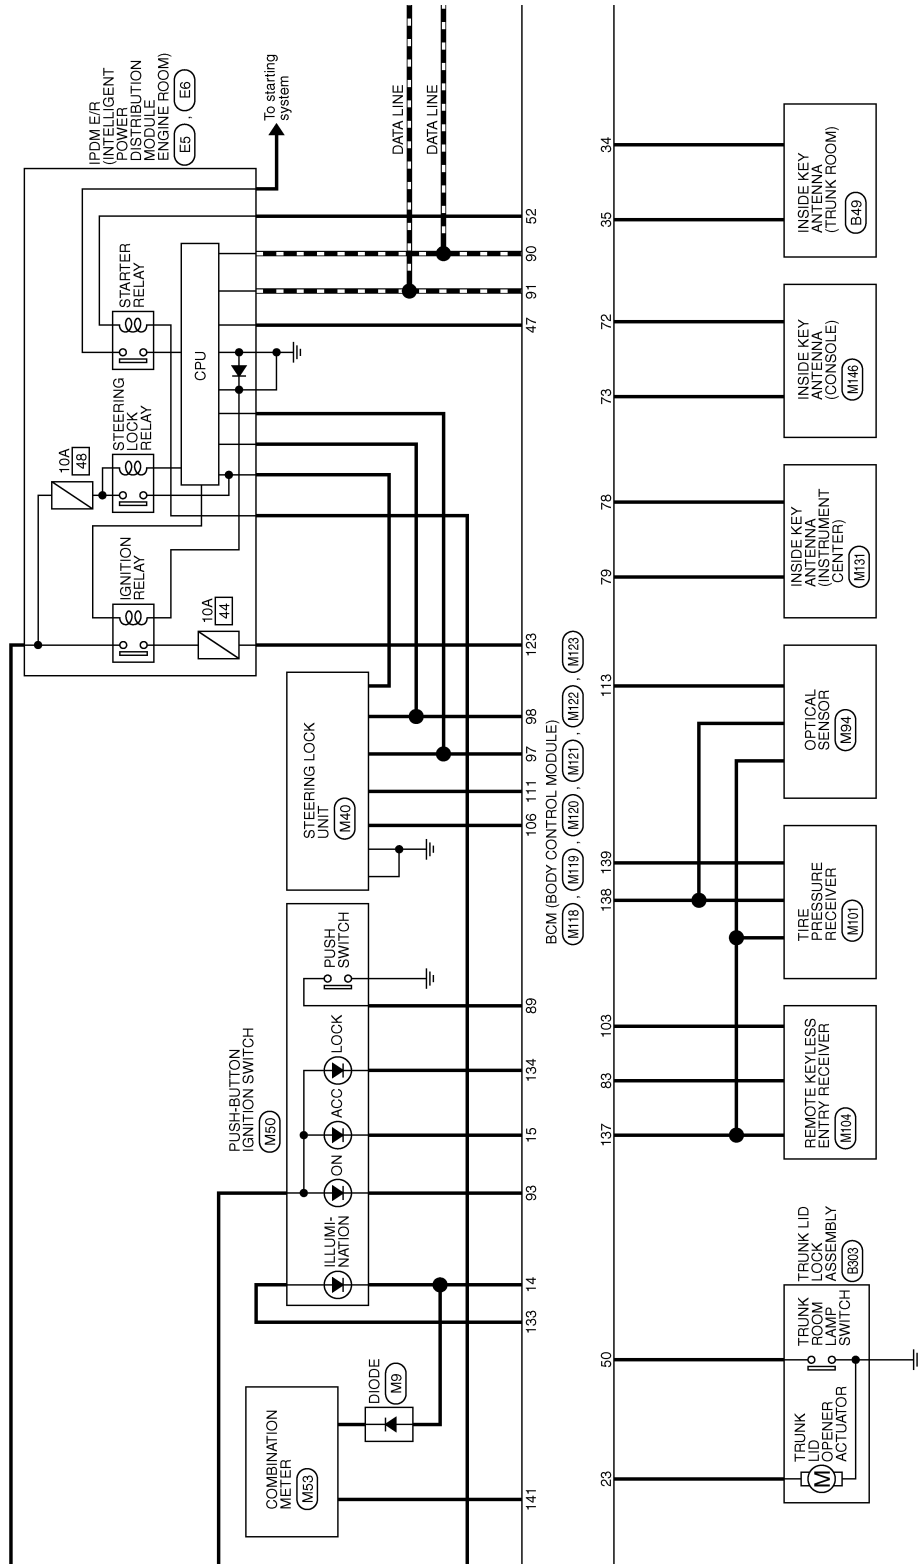 IPDM E/R
(INTELLIGENT
POWER
DISTRIBUTION
MODULE
ENGINE ROOM)
E5 , E6
To starting
system
DATA LINE
DATA LINE
STARTER
RELAY
CPU
STEERING
LOCK
RELAY
10A
48
IGNITION
RELAY
10A
44
52
90
91
47
123
98
97
111
106
89
134
15
93
14
133
141
STEERING LOCK
UNIT
M40
PUSH-BUTTON
IGNITION SWITCH
M50
PUSH
SWITCH
LOCK
ACC
ON
ILLUMI-
NATION
DIODE
M9
COMBINATION
METER
M53
BCM (BODY CONTROL MODULE)
M118 , M119 , M120 , M121 , M122 , M123
34
35
72
73
78
79
113
139
138
103
83
137
50
23
INSIDE KEY
ANTENNA
(TRUNK ROOM)
B49
INSIDE KEY
ANTENNA
(CONSOLE)
M146
INSIDE KEY
ANTENNA
(INSTRUMENT
CENTER)
M131
OPTICAL
SENSOR
M94
TIRE
PRESSURE
RECEIVER
M101
REMOTE KEYLESS
ENTRY RECEIVER
M104
TRUNK LID
LOCK
ASSEMBLY
B303
TRUNK
ROOM
LAMP
SWITCH
TRUNK
LID
OPENER
ACTUATOR
M